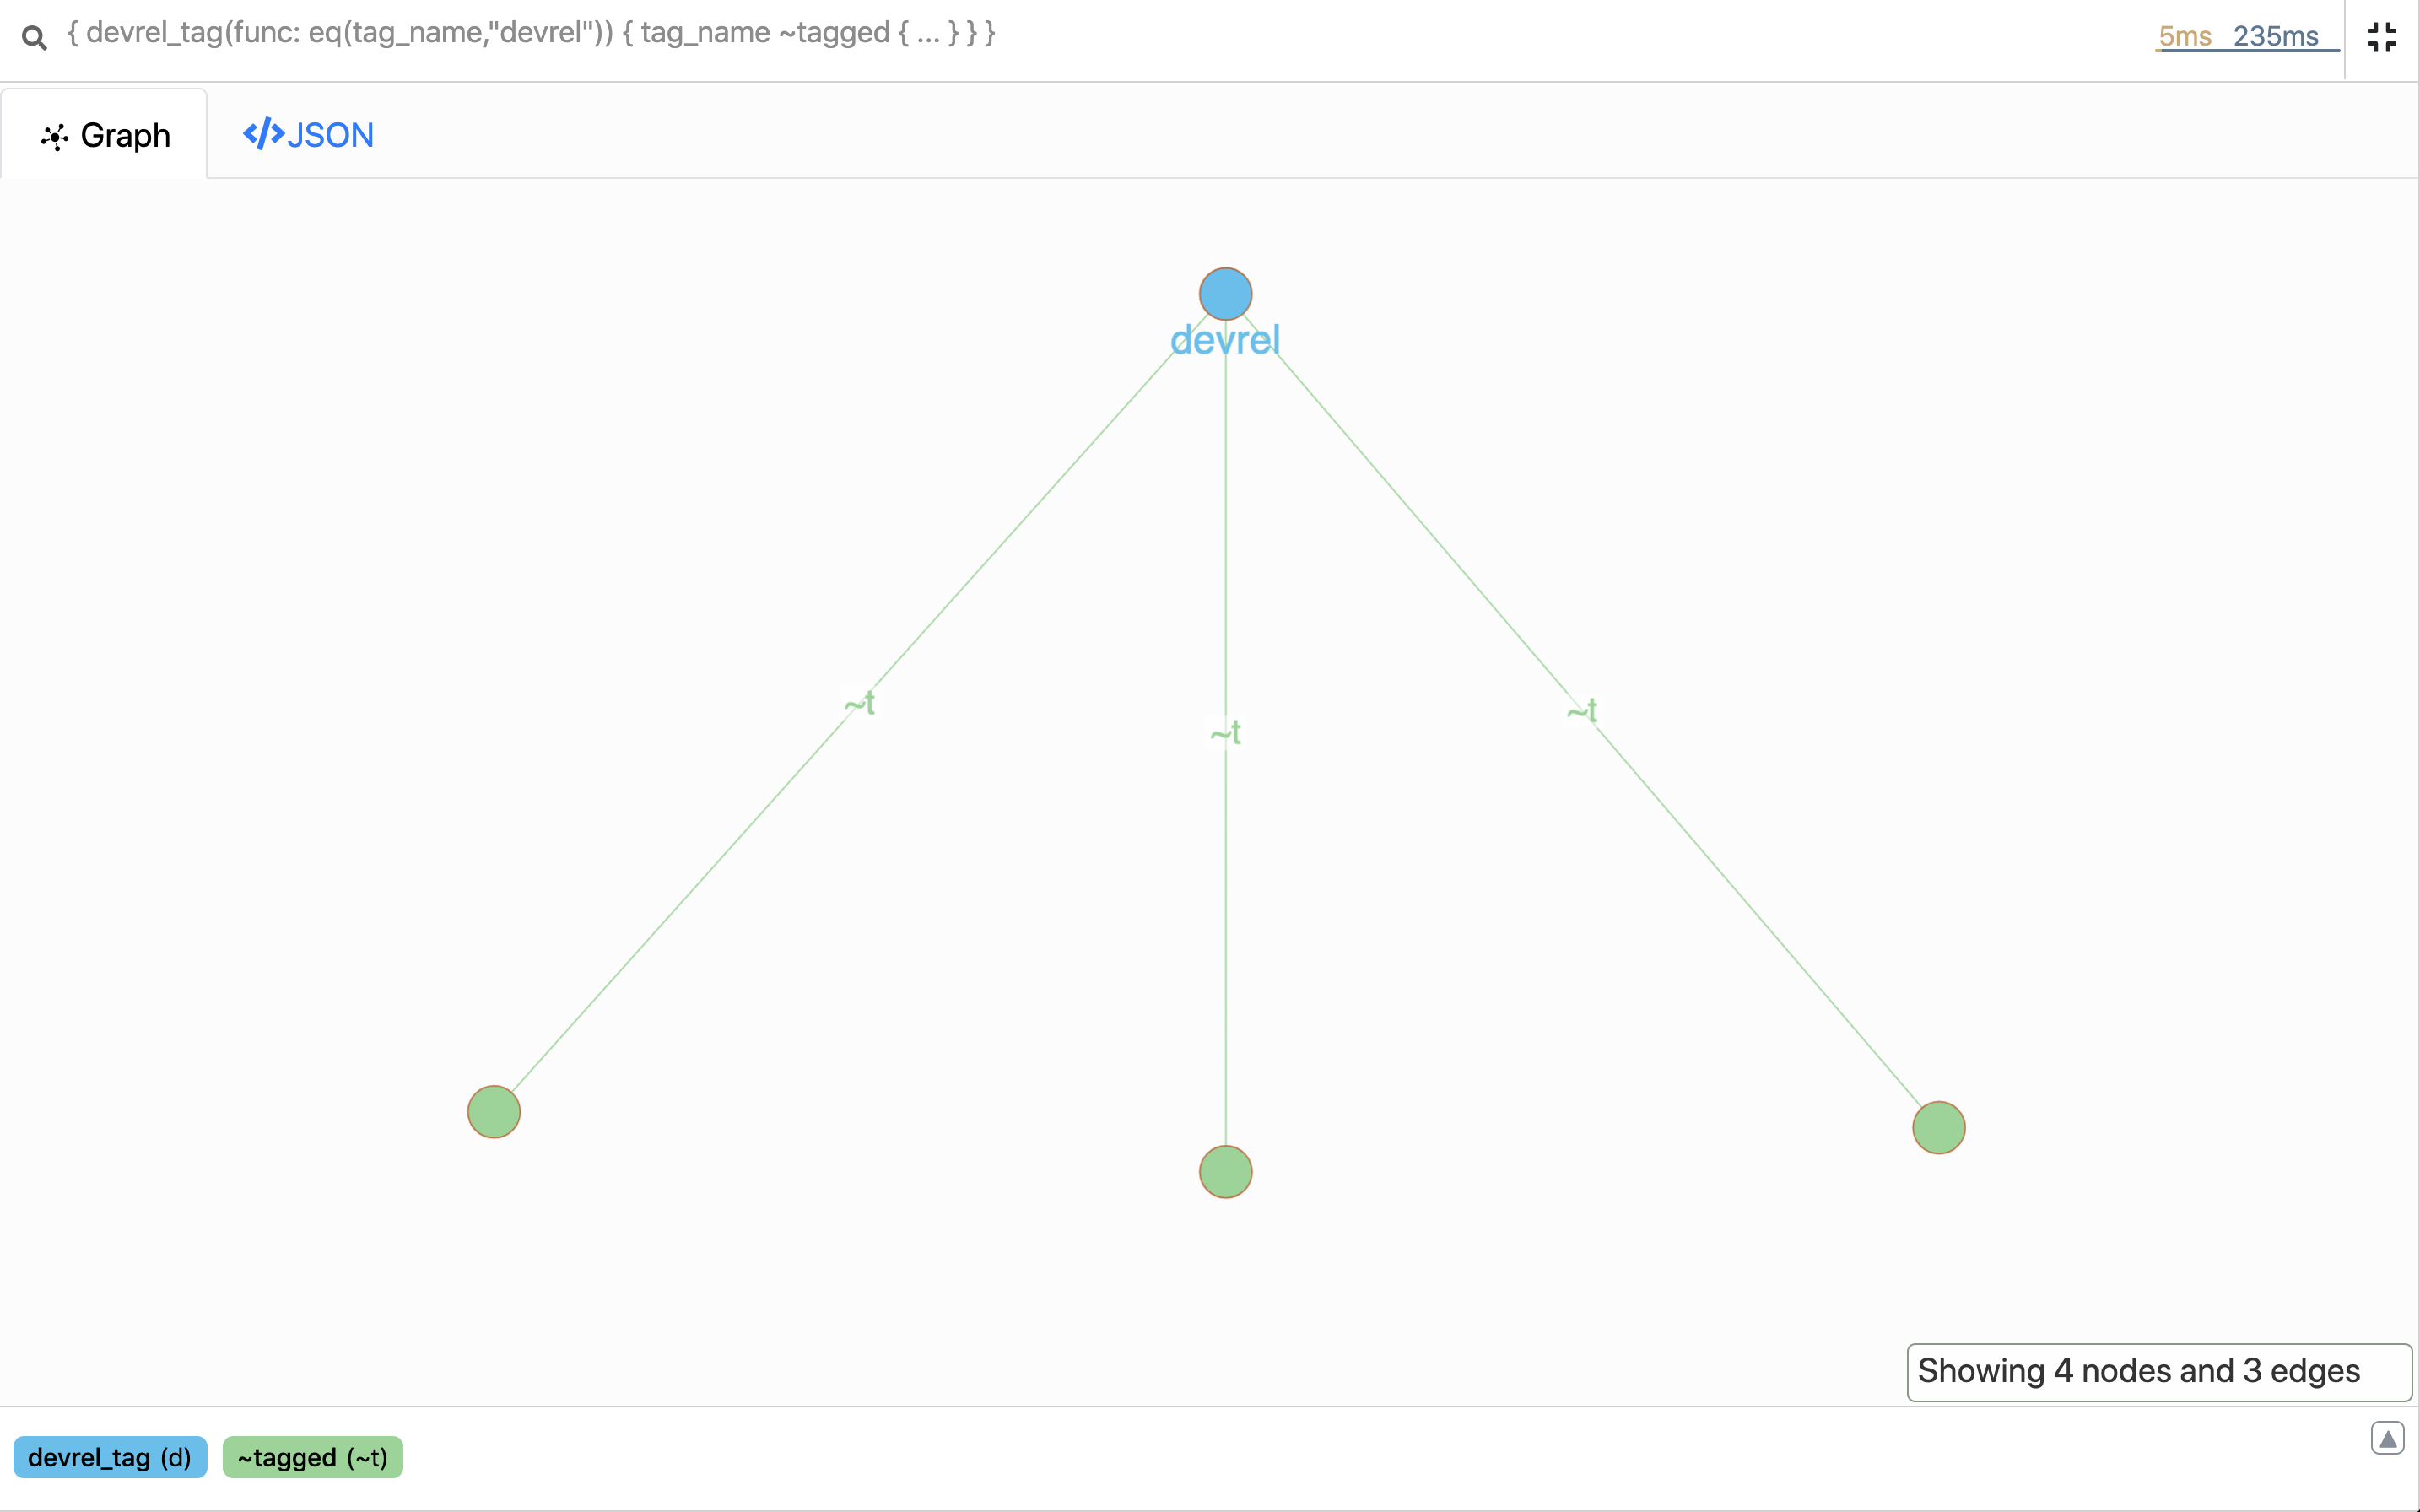 { devrel_tag(func: eq(tag_name,"devrel")) { tag_name ~tagged { ... } } }
5ms 235ms
Graph
JSON
devrel
~t
~t
~t
Showing 4 nodes and 3 edges
devrel_tag (d)
~tagged (~t)